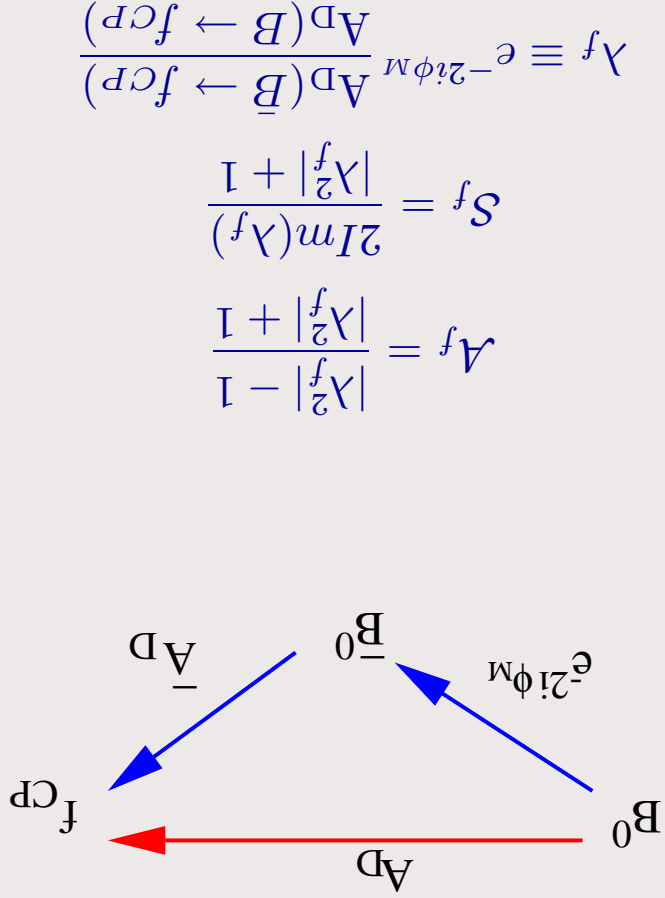 A_D
B⁰ f_CP
e^{-2iϕ_M} B̄⁰ Ā_D
𝒜_f = (|λ_f^2| − 1) / (|λ_f^2| + 1)
𝒮_f = 2Im(λ_f) / (|λ_f^2| + 1)
λ_f ≡ e^{−2iϕ_M} A_D(B̄ → f_CP) / A_D(B → f_CP)